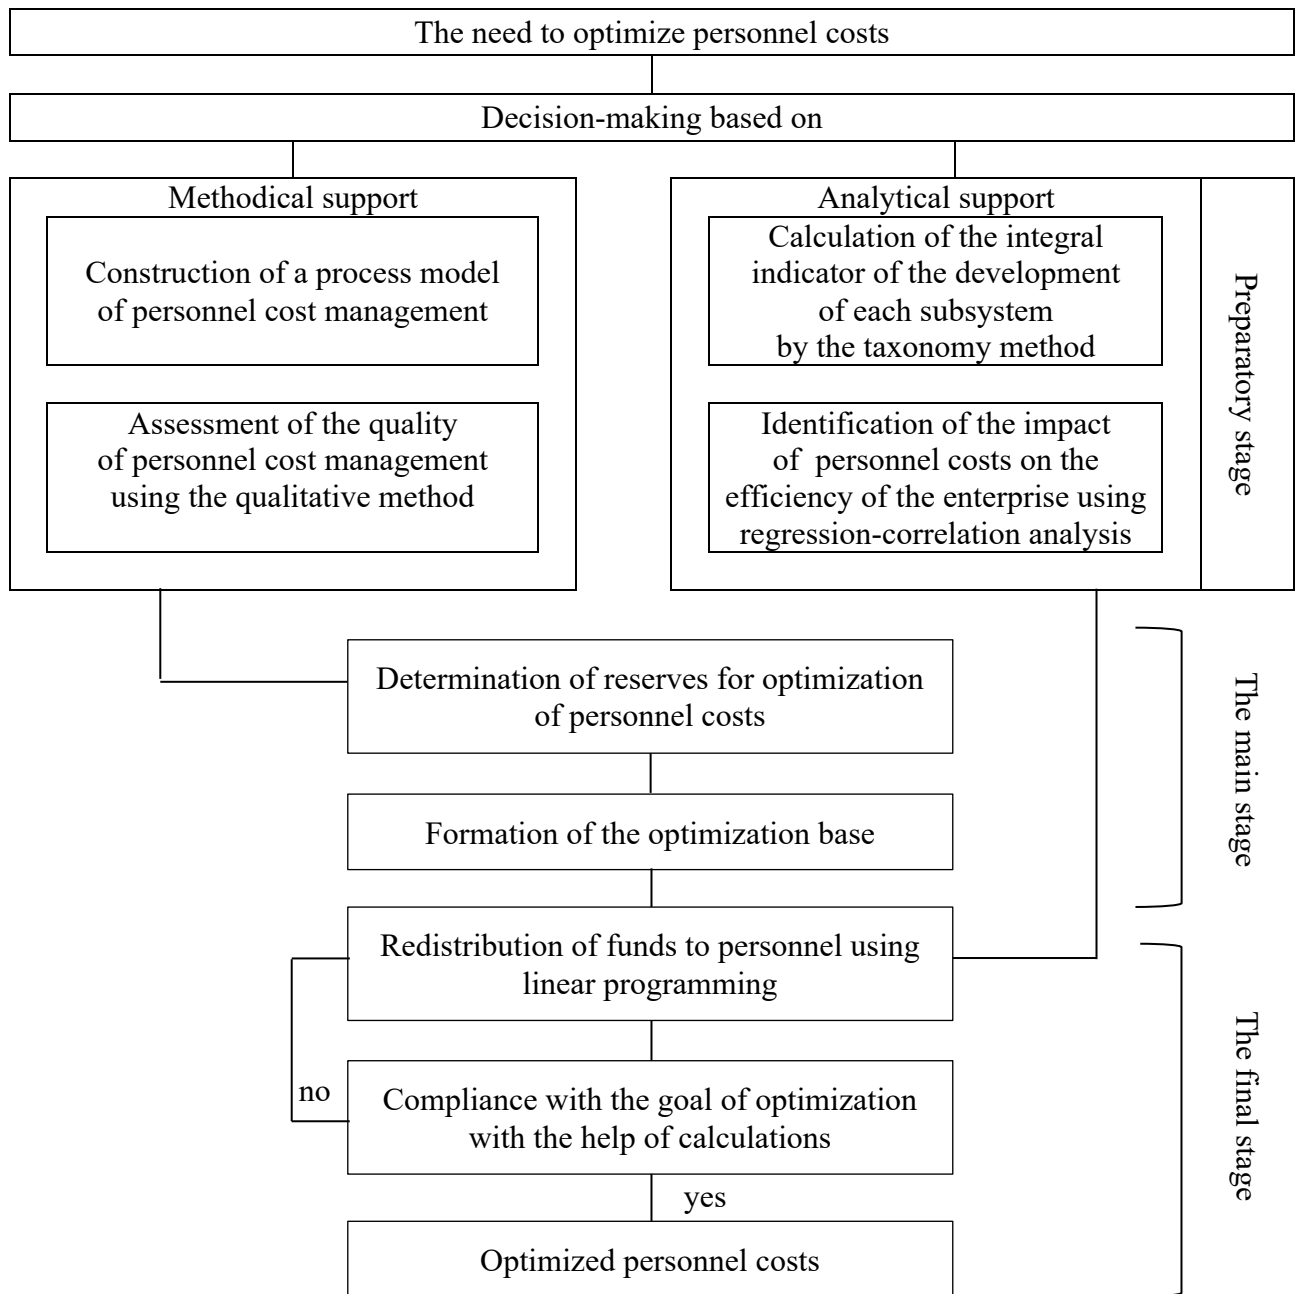 The need to optimize personnel costs
Decision-making based on
Methodical support
Construction of a process model
of personnel cost management
Assessment of the quality
of personnel cost management
using the qualitative method
Analytical support
Calculation of the integral
indicator of the development
of each subsystem
by the taxonomy method
Identification of the impact
of  personnel costs on the
efficiency of the enterprise using
regression-correlation analysis
Preparatory stage
Determination of reserves for optimization
of personnel costs
Formation of the optimization base
The main stage
Redistribution of funds to personnel using
linear programming
no
Compliance with the goal of optimization
with the help of calculations
yes
Optimized personnel costs
The final stage